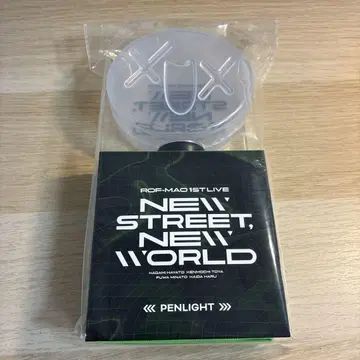 ROF-MAO 1ST LIVE
NEW
STREET,
NEW
WORLD
KAGAMI HAYATO KENMOCHI TOYA
FUWA MINATO KAIDA HARU
<<< PENLIGHT >>>